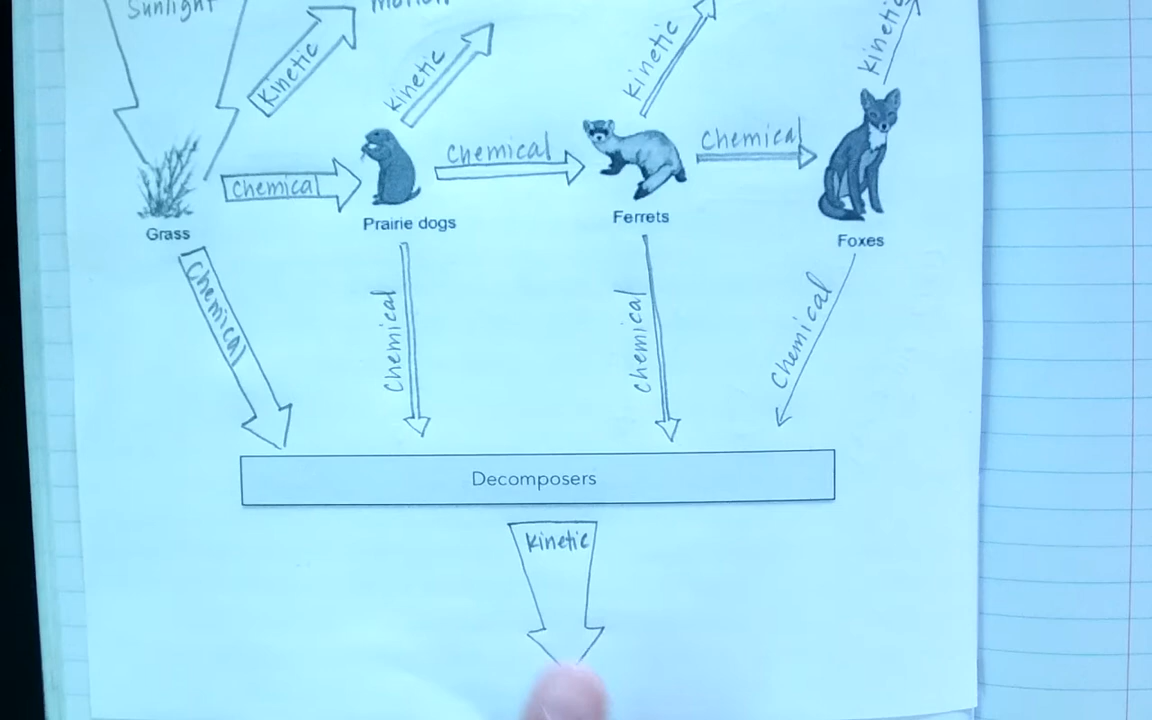 Sunlight
motion
Kinetic
kinetic
kinetic
kinetic
chemical
chemical
chemical
Grass
Prairie dogs
Ferrets
Foxes
chemical
chemical
chemical
chemical
Decomposers
kinetic